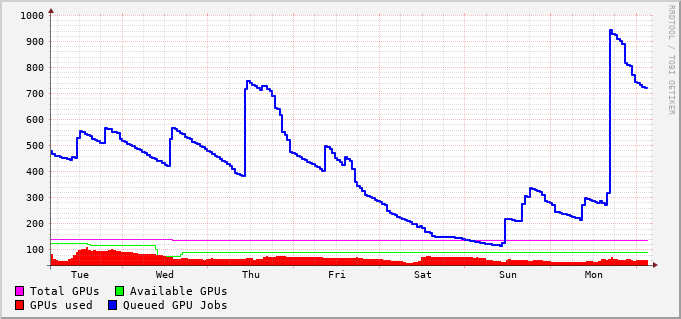 1000
900
800
700
600
500
400
300
200
100
Tue Wed Thu Fri Sat Sun Mon
Total GPUs Available GPUs
GPUs used Queued GPU Jobs
RRDTOOL / TOBI OETIKER